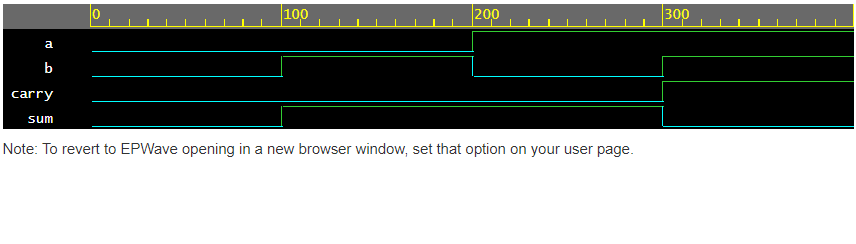 0 100 200 300
a
b
carry
sum
Note: To revert to EPWave opening in a new browser window, set that option on your user page.